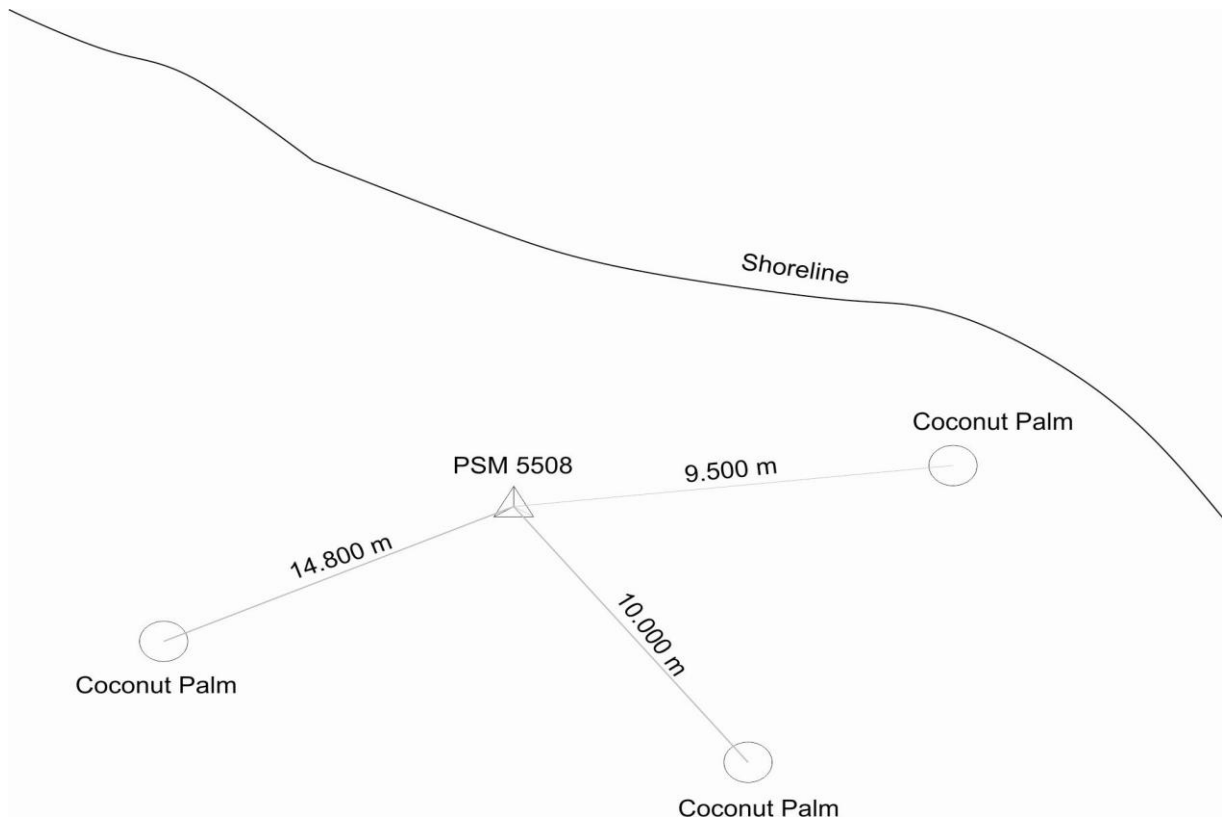 Shoreline
Coconut Palm
PSM 5508
9.500 m
14.800 m
10.000 m
Coconut Palm
Coconut Palm